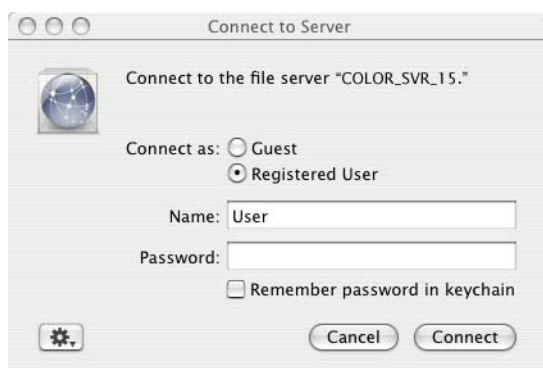 Connect to Server
Connect to the file server “COLOR_SVR_15.”
Connect as: Guest
Registered User
Name: User
Password:
Remember password in keychain
Cancel Connect